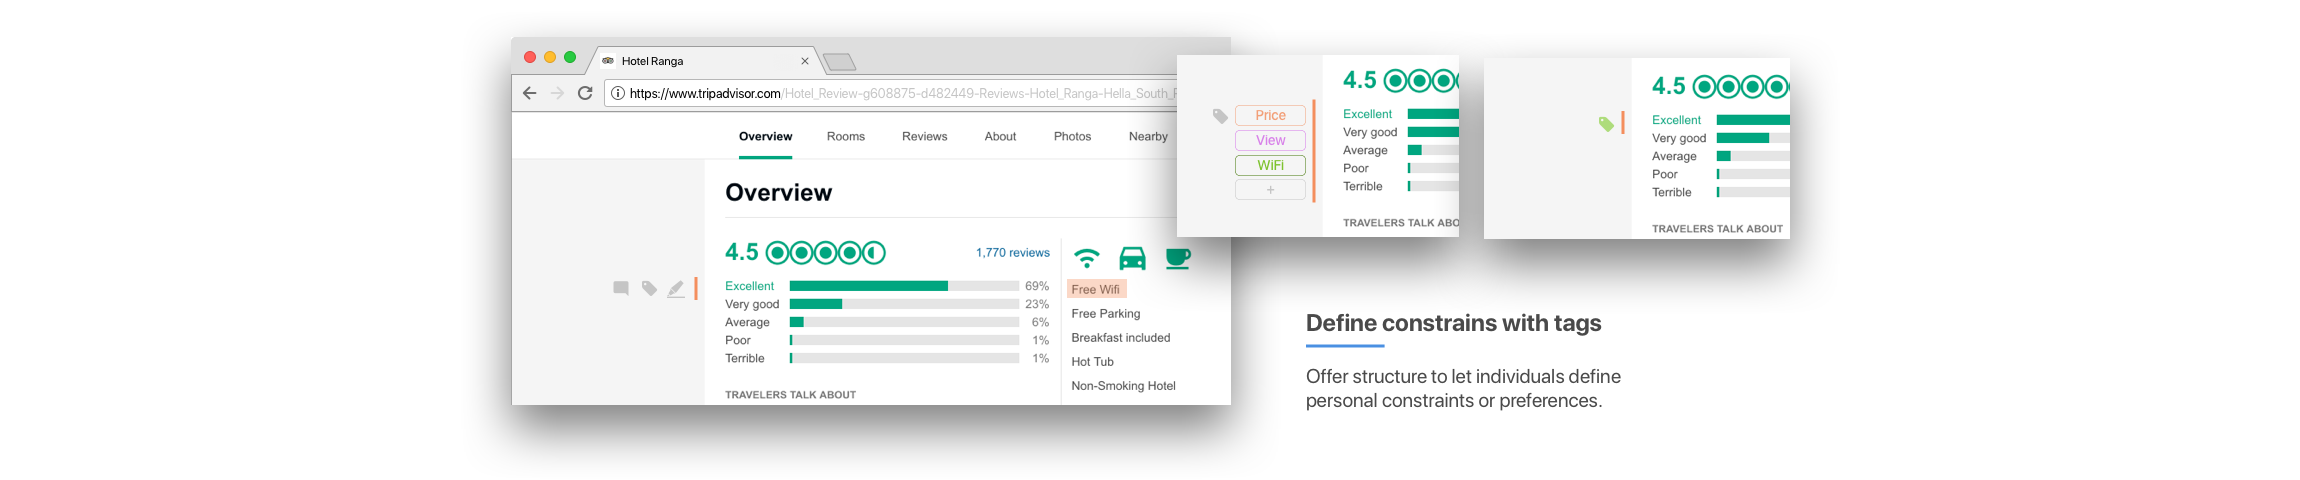 Hotel Ranga
https://www.tripadvisor.com/Hotel_Review-g608875-d482449-Reviews-Hotel_Ranga-Hella_South_
Overview Rooms Reviews About Photos Nearby
Overview
4.5 1,770 reviews
Excellent 69%
Very good 23%
Average 6%
Poor 1%
Terrible 1%
TRAVELERS TALK ABOUT
Free Wifi
Free Parking
Breakfast included
Hot Tub
Non-Smoking Hotel
Price
View
WiFi
+
4.5
Excellent
Very good
Average
Poor
Terrible
TRAVELERS TALK ABO
4.5
Excellent
Very good
Average
Poor
Terrible
TRAVELERS TALK ABOUT
Define constrains with tags
Offer structure to let individuals define
personal constraints or preferences.